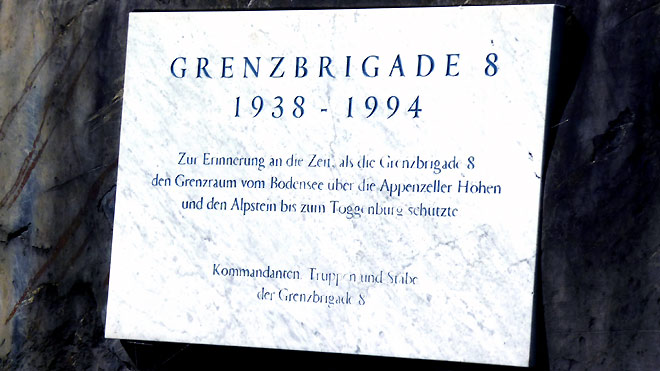 GRENZBRIGADE 8
1938 - 1994
Zur Erinnerung an die Zeit, als die Grenzbrigade 8
den Grenzraum vom Bodensee über die Appenzeller Höhen
und den Alpstein bis zum Toggenburg schützte
Kommandanten, Truppen und Stäbe
der Grenzbrigade 8